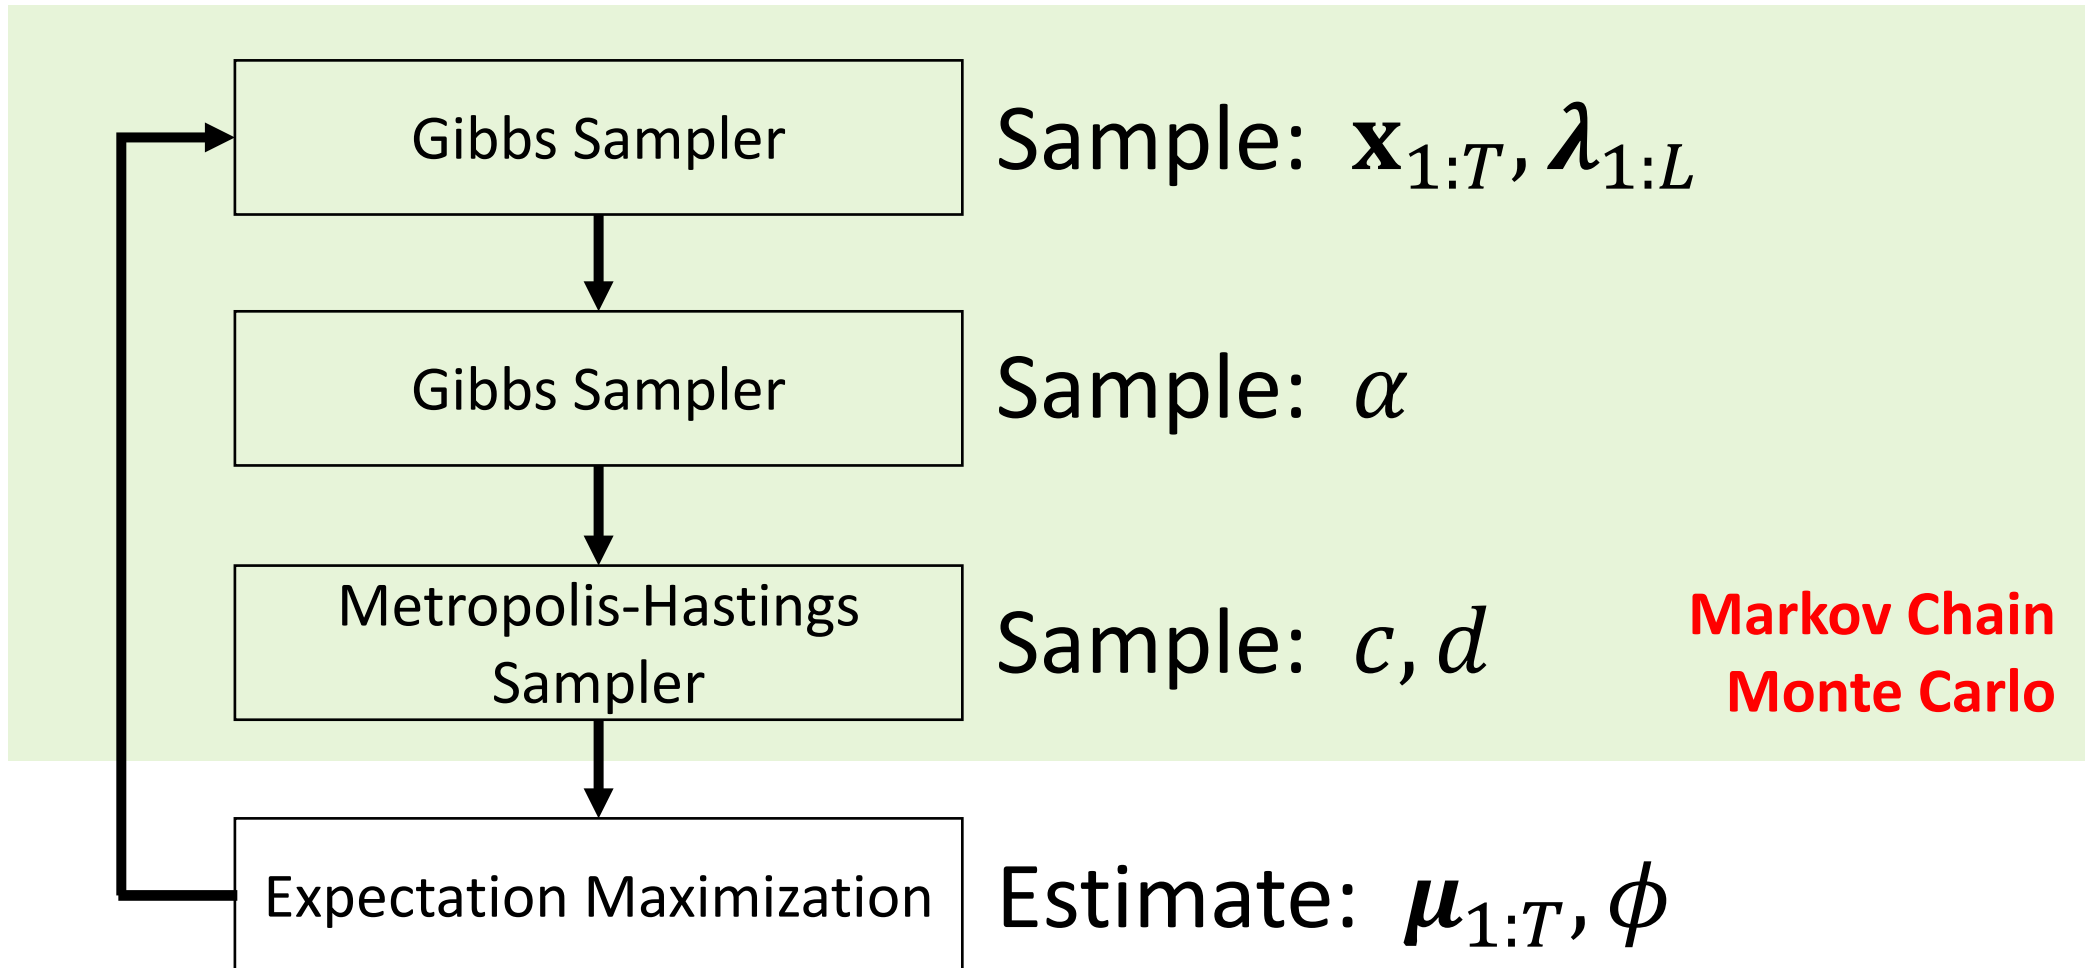 Gibbs Sampler
Sample: 𝐱₁:T, 𝝀₁:L
Gibbs Sampler
Sample: α
Metropolis-Hastings
Sampler
Sample: c, d
Markov Chain
Monte Carlo
Expectation Maximization
Estimate: 𝝁₁:T, ϕ